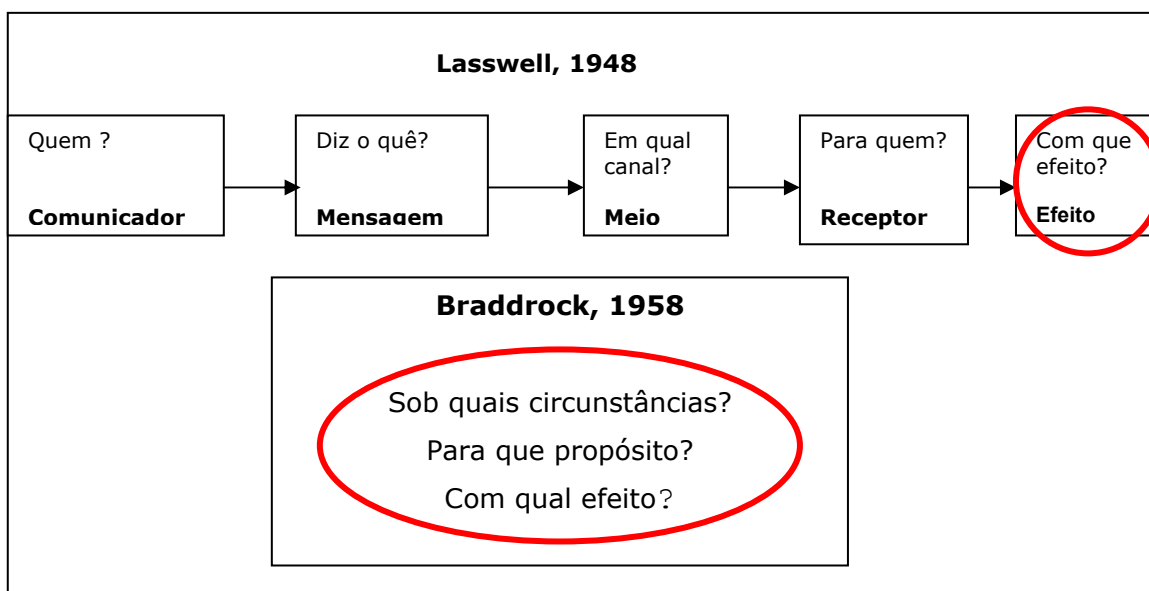 Lasswell, 1948
Quem ?
Comunicador
Diz o quê?
Mensagem
Em qual
canal?
Meio
Para quem?
Receptor
Com que
efeito?
Efeito
Braddrock, 1958
Sob quais circunstâncias?
Para que propósito?
Com qual efeito?